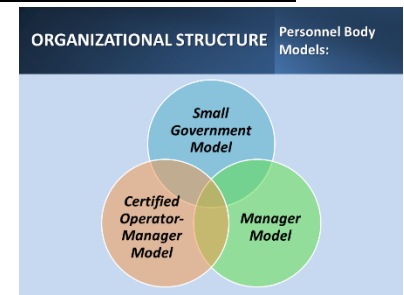 ORGANIZATIONAL STRUCTURE
Personnel Body
Models:
Small
Government
Model
Certified
Operator-
Manager
Model
Manager
Model